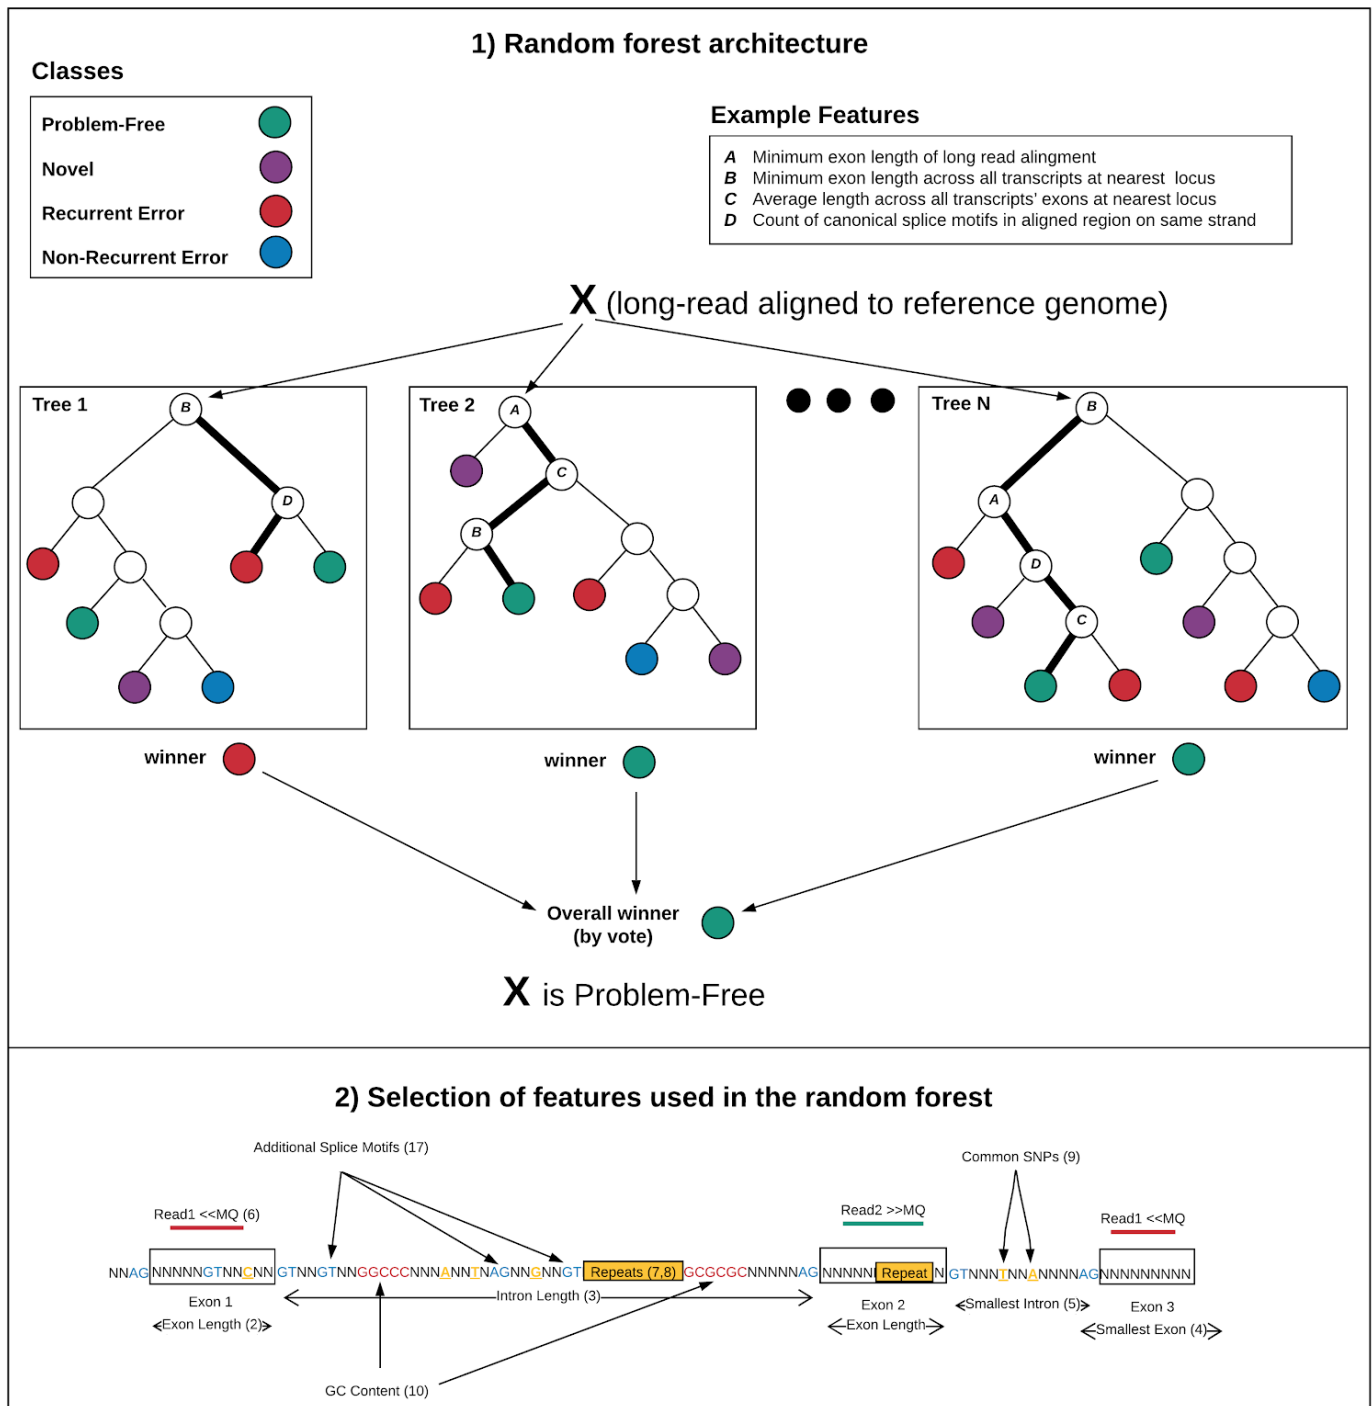 1) Random forest architecture
Classes
Problem-Free
Novel
Recurrent Error
Non-Recurrent Error
Example Features
A Minimum exon length of long read alingment
B Minimum exon length across all transcripts at nearest locus
C Average length across all transcripts' exons at nearest locus
D Count of canonical splice motifs in aligned region on same strand
X (long-read aligned to reference genome)
Tree 1
B
D
Tree 2
A
C
B
Tree N
B
A
D
C
winner
winner
winner
Overall winner
(by vote)
X is Problem-Free
2) Selection of features used in the random forest
Additional Splice Motifs (17)
Common SNPs (9)
Read1 <<MQ (6)
Read2 >>MQ
Read1 <<MQ
NNAGNNNNNGTNNCNNGTNNGTNNGGCCCNNNANNTNAGNNGNNGT Repeats (7,8) GCGCGCNNNNNAGNNNNN Repeat NGTNNNTNNANNNNAGNNNNNNNNN
Exon 1
Intron Length (3)
Exon 2
Smallest Intron (5)
Exon 3
Exon Length (2)
Exon Length
Smallest Exon (4)
GC Content (10)